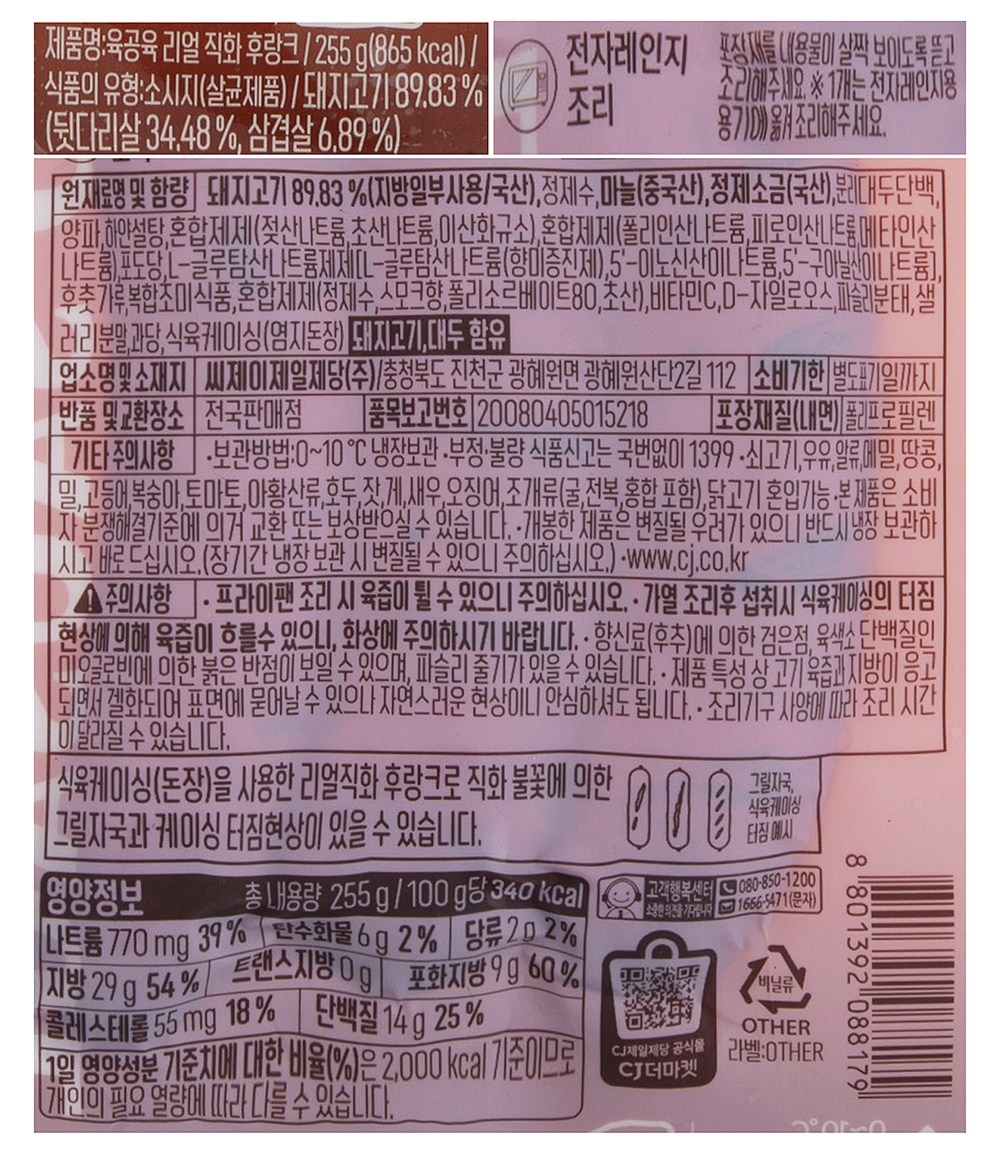 제품명:육공육 리얼 직화 후랑크 / 255 g(865 kcal) /
식품의 유형:소시지(살균제품) / 돼지고기 89.83 %
(뒷다리살 34.48 %, 삼겹살 6.89 %)
전자레인지
조리
포장재를 내용물이 살짝 보이도록 뜯고
조리해주세요. ※ 1개는 전자레인지용
용기에 옮겨 조리해주세요.
원재료명 및 함량 돼지고기 89.83 %(지방일부사용/국산), 정제수, 마늘(중국산), 정제소금(국산), 분리대두단백,
양파, 하얀설탕, 혼합제제(젖산나트륨, 초산나트륨, 이산화규소), 혼합제제(폴리인산나트륨, 피로인산나트륨, 메타인산
나트륨), 포도당, L-글루탐산나트륨제제[L-글루탐산나트륨(향미증진제), 5'-이노신산이나트륨, 5'-구아닐산이나트륨],
후춧가루, 복합조미식품, 혼합제제(정제수, 스모크향, 폴리소르베이트80, 초산), 비타민C, D-자일로오스, 파슬리분태, 샐
러리분말, 과당, 식육케이싱(염지돈장) 돼지고기, 대두 함유
업소명 및 소재지 씨제이제일제당(주)/충청북도 진천군 광혜원면 광혜원산단2길 112 소비기한 별도표기일까지
반품 및 교환장소 전국판매점 품목보고번호 20080405015218 포장재질(내면) 폴리프로필렌
기타 주의사항 ·보관방법:0~10 ℃ 냉장보관 ·부정·불량 식품신고는 국번없이 1399 ·쇠고기, 우유, 알류, 메밀, 땅콩,
밀, 고등어, 복숭아, 토마토, 아황산류, 호두, 잣, 게, 새우, 오징어, 조개류(굴, 전복, 홍합 포함), 닭고기 혼입가능 ·본 제품은 소비
자 분쟁해결기준에 의거 교환 또는 보상받으실 수 있습니다. ·개봉한 제품은 변질될 우려가 있으니 반드시 냉장 보관하
시고 바로 드십시오.(장기간 냉장 보관 시 변질될 수 있으니 주의하십시오.) ·www.cj.co.kr
주의사항 · 프라이팬 조리 시 육즙이 튈 수 있으니 주의하십시오. · 가열 조리후 섭취시 식육케이싱의 터짐
현상에 의해 육즙이 흐를수 있으니, 화상에 주의하시기 바랍니다. · 향신료(후추)에 의한 검은점, 육색소 단백질인
미오글로빈에 의한 붉은 반점이 보일 수 있으며, 파슬리 줄기가 있을 수 있습니다. · 제품 특성 상 고기 육즙과 지방이 응고
되면서 겔화되어 표면에 묻어날 수 있으나 자연스러운 현상이니 안심하셔도 됩니다. · 조리기구 사양에 따라 조리 시간
이 달라질 수 있습니다.
식육케이싱(돈장)을 사용한 리얼직화 후랑크로 직화 불꽃에 의한
그릴자국과 케이싱 터짐현상이 있을 수 있습니다.
그릴자국,
식육케이싱
터짐 예시
영양정보 총 내용량 255 g / 100 g당 340 kcal
나트륨 770 mg 39 % 탄수화물 6 g 2 % 당류 2 g 2 %
지방 29 g 54 % 트랜스지방 0 g 포화지방 9 g 60 %
콜레스테롤 55 mg 18 % 단백질 14 g 25 %
1일 영양성분 기준치에 대한 비율(%)은 2,000 kcal 기준이므로
개인의 필요 열량에 따라 다를 수 있습니다.
고객행복센터 080-850-1200
소중한 의견을 기다립니다 1666-5471(문자)
CJ제일제당 공식몰
CJ더마켓
비닐류
OTHER
라벨:OTHER
8 801392 088179